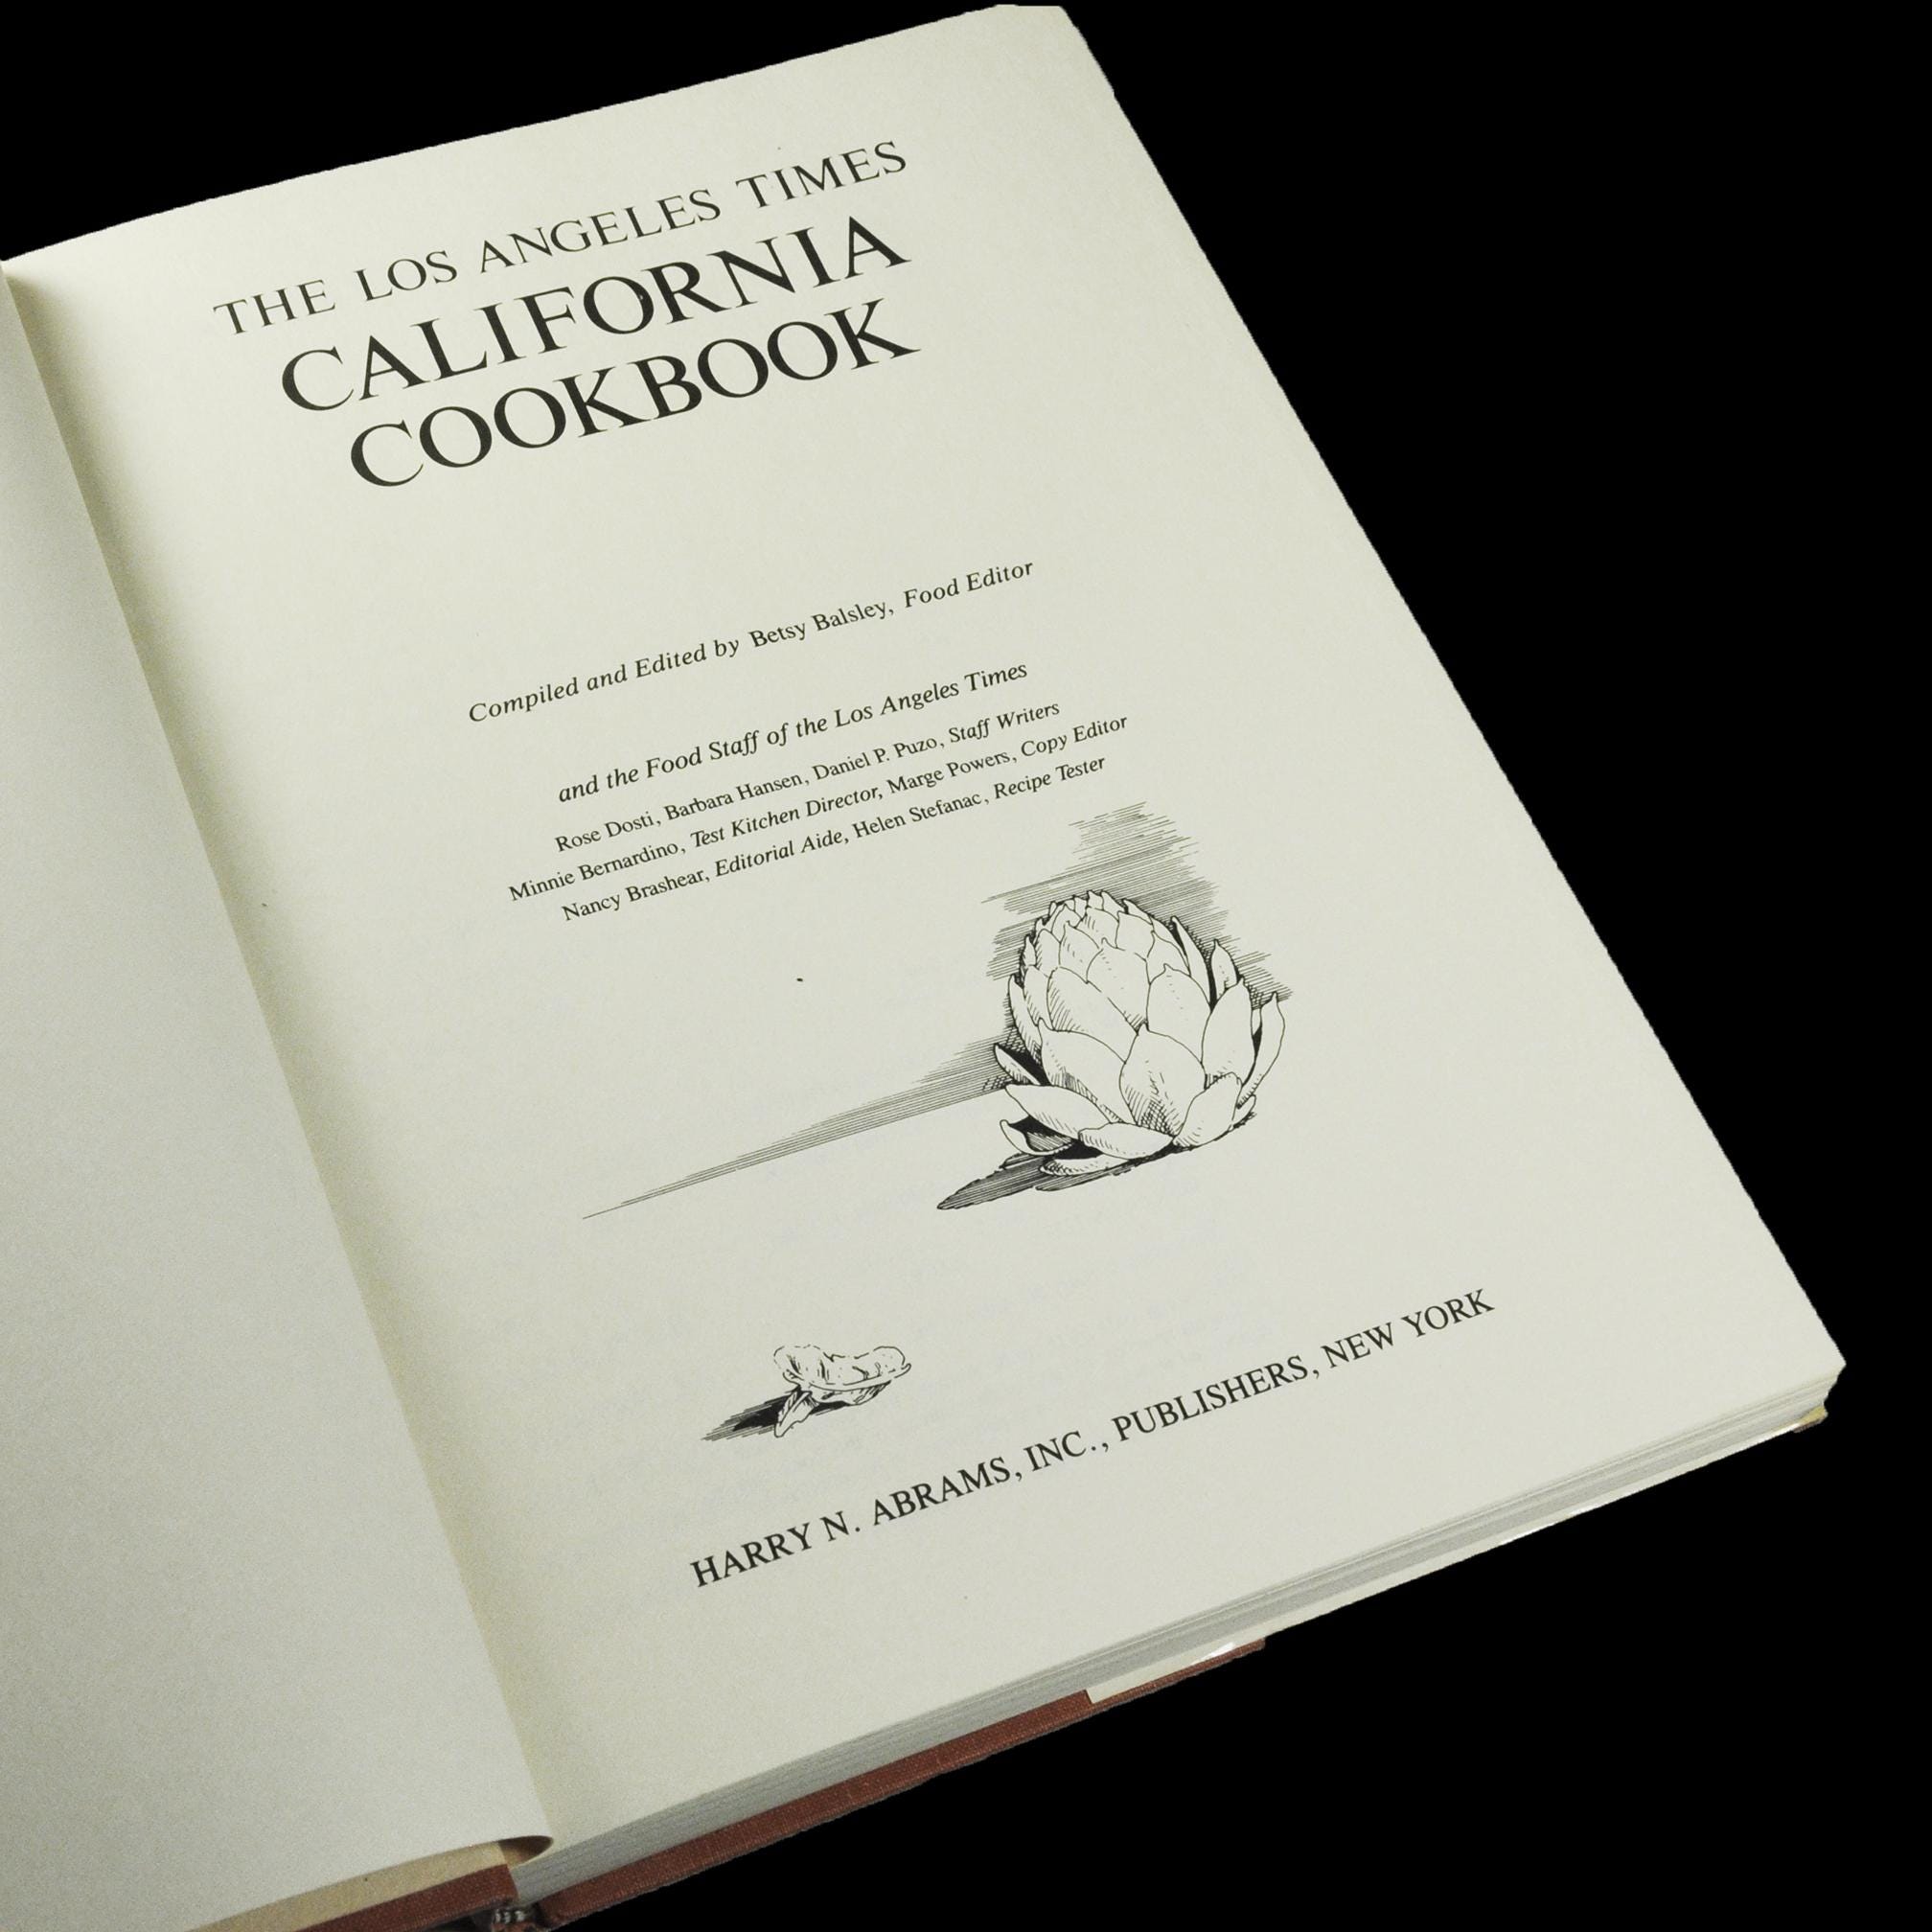 THE LOS ANGELES TIMES
CALIFORNIA
COOKBOOK
Compiled and Edited by Betsy Balsley, Food Editor
and the Food Staff of the Los Angeles Times
Rose Dosti, Barbara Hansen, Daniel P. Puzo, Staff Writers
Minnie Bernardino, Test Kitchen Director, Marge Powers, Copy Editor
Nancy Brashear, Editorial Aide, Helen Stefanac, Recipe Tester
HARRY N. ABRAMS, INC., PUBLISHERS, NEW YORK